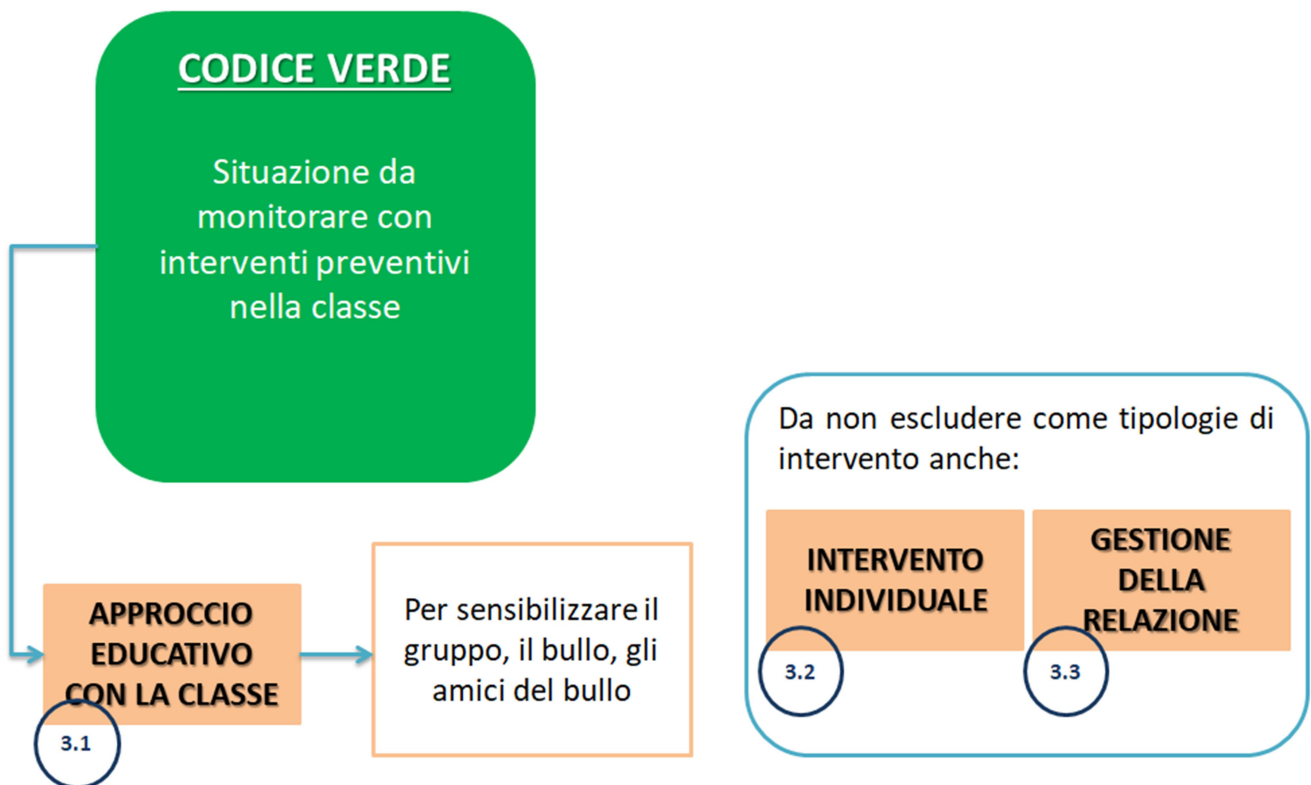 CODICE VERDE
Situazione da
monitorare con
interventi preventivi
nella classe
APPROCCIO
EDUCATIVO
CON LA CLASSE
3.1
Per sensibilizzare il
gruppo, il bullo, gli
amici del bullo
Da non escludere come tipologie di
intervento anche:
INTERVENTO
INDIVIDUALE
3.2
GESTIONE
DELLA
RELAZIONE
3.3